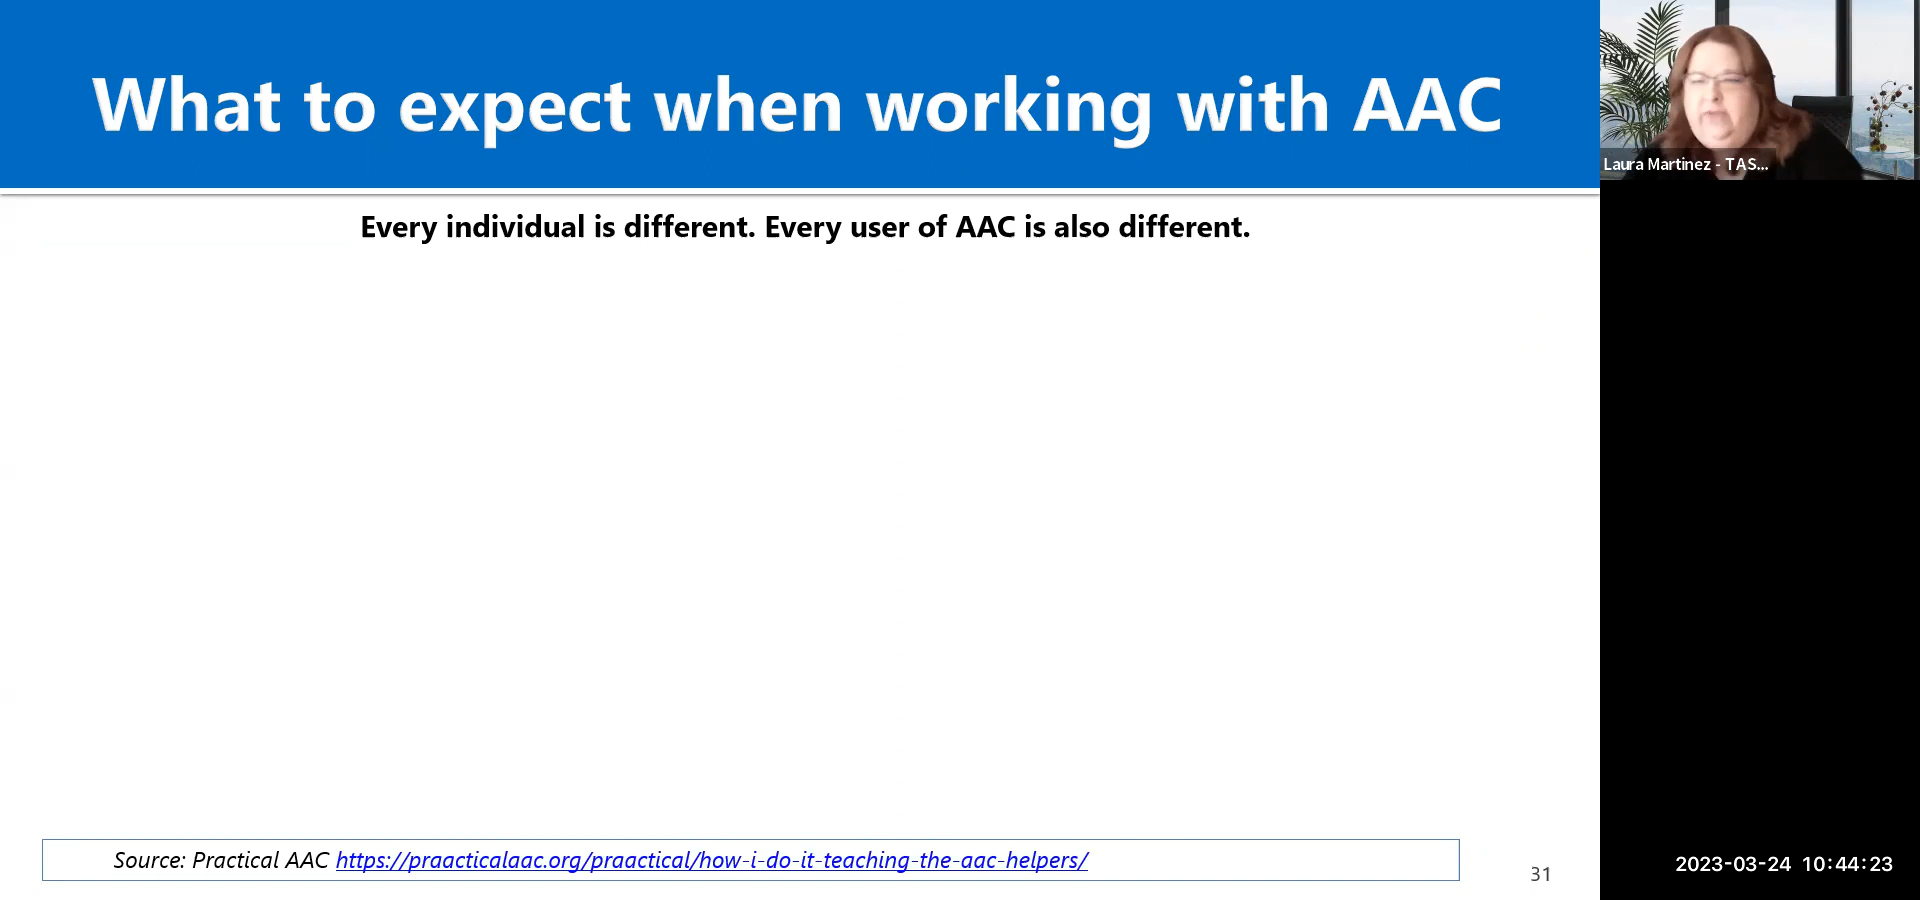 What to expect when working with AAC
Laura Martinez - TAS...
Every individual is different. Every user of AAC is also different.
Source: Practical AAC https://praacticalaac.org/praactical/how-i-do-it-teaching-the-aac-helpers/
31
2023-03-24 10:44:23